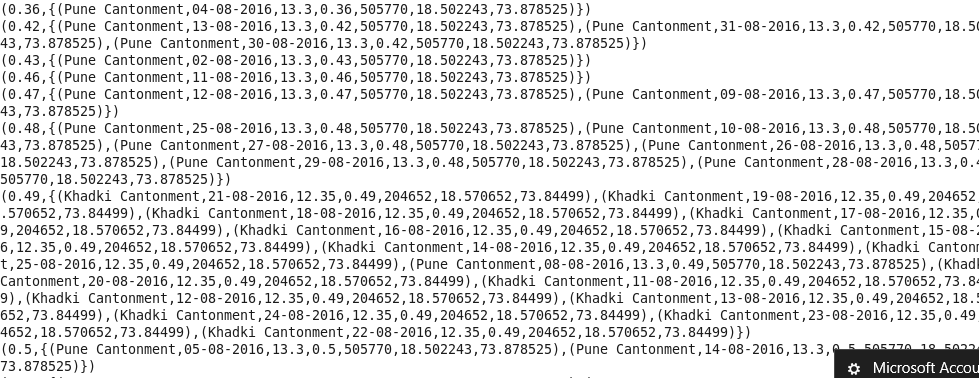 (0.36,{(Pune Cantonment,04-08-2016,13.3,0.36,505770,18.502243,73.878525)})
(0.42,{(Pune Cantonment,13-08-2016,13.3,0.42,505770,18.502243,73.878525),(Pune Cantonment,31-08-2016,13.3,0.42,505770,18.50
43,73.878525),(Pune Cantonment,30-08-2016,13.3,0.42,505770,18.502243,73.878525)})
(0.43,{(Pune Cantonment,02-08-2016,13.3,0.43,505770,18.502243,73.878525)})
(0.46,{(Pune Cantonment,11-08-2016,13.3,0.46,505770,18.502243,73.878525)})
(0.47,{(Pune Cantonment,12-08-2016,13.3,0.47,505770,18.502243,73.878525),(Pune Cantonment,09-08-2016,13.3,0.47,505770,18.50
43,73.878525)})
(0.48,{(Pune Cantonment,25-08-2016,13.3,0.48,505770,18.502243,73.878525),(Pune Cantonment,10-08-2016,13.3,0.48,505770,18.50
43,73.878525),(Pune Cantonment,27-08-2016,13.3,0.48,505770,18.502243,73.878525),(Pune Cantonment,26-08-2016,13.3,0.48,50577
18.502243,73.878525),(Pune Cantonment,29-08-2016,13.3,0.48,505770,18.502243,73.878525),(Pune Cantonment,28-08-2016,13.3,0.4
505770,18.502243,73.878525)})
(0.49,{(Khadki Cantonment,21-08-2016,12.35,0.49,204652,18.570652,73.84499),(Khadki Cantonment,19-08-2016,12.35,0.49,204652
.570652,73.84499),(Khadki Cantonment,18-08-2016,12.35,0.49,204652,18.570652,73.84499),(Khadki Cantonment,17-08-2016,12.35,
9,204652,18.570652,73.84499),(Khadki Cantonment,16-08-2016,12.35,0.49,204652,18.570652,73.84499),(Khadki Cantonment,15-08-2
6,12.35,0.49,204652,18.570652,73.84499),(Khadki Cantonment,14-08-2016,12.35,0.49,204652,18.570652,73.84499),(Khadki Cantonm
t,25-08-2016,12.35,0.49,204652,18.570652,73.84499),(Pune Cantonment,08-08-2016,13.3,0.49,505770,18.502243,73.878525),(Khadk
Cantonment,20-08-2016,12.35,0.49,204652,18.570652,73.84499),(Khadki Cantonment,11-08-2016,12.35,0.49,204652,18.570652,73.84
9),(Khadki Cantonment,12-08-2016,12.35,0.49,204652,18.570652,73.84499),(Khadki Cantonment,13-08-2016,12.35,0.49,204652,18.5
652,73.84499),(Khadki Cantonment,24-08-2016,12.35,0.49,204652,18.570652,73.84499),(Khadki Cantonment,23-08-2016,12.35,0.49
4652,18.570652,73.84499),(Khadki Cantonment,22-08-2016,12.35,0.49,204652,18.570652,73.84499)})
(0.5,{(Pune Cantonment,05-08-2016,13.3,0.5,505770,18.502243,73.878525),(Pune Cantonment,14-08-2016,13.3,0.5,505770,18.5022
73.878525)})
Microsoft Accou